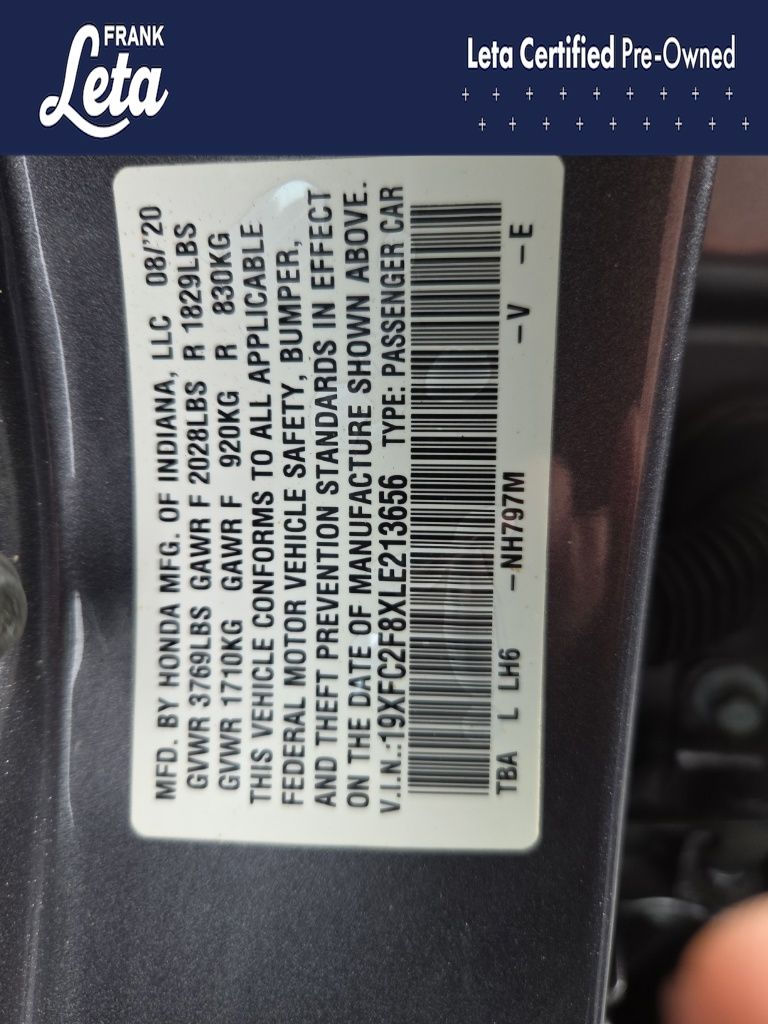 FRANK
Leta
Leta Certified Pre-Owned
MFD. BY HONDA MFG. OF INDIANA, LLC 08/'20
GVWR 3769LBS GAWR F 2028LBS R 1829LBS
GVWR 1710KG GAWR F 920KG R 830KG
THIS VEHICLE CONFORMS TO ALL APPLICABLE
FEDERAL MOTOR VEHICLE SAFETY, BUMPER,
AND THEFT PREVENTION STANDARDS IN EFFECT
ON THE DATE OF MANUFACTURE SHOWN ABOVE.
V.I.N.:19XFC2F8XLE213656 TYPE: PASSENGER CAR
TBA L LH6 -NH797M -V -E